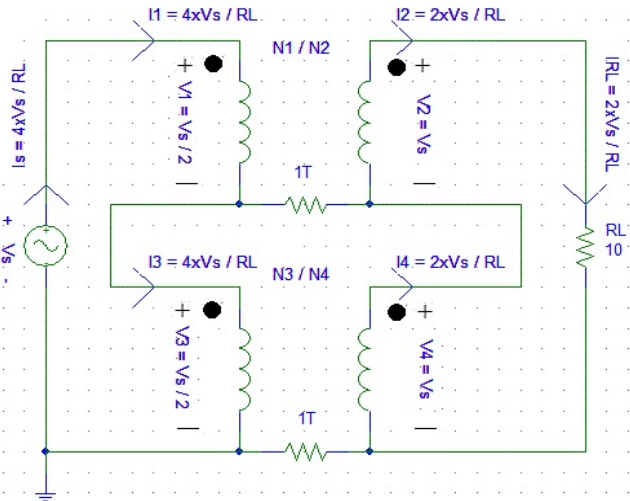 I1 = 4xVs / RL
I2 = 2xVs / RL
N1 / N2
Is = 4xVs / RL
+ V1 = Vs / 2 —
+ V2 = Vs —
IRL = 2xVs / RL
1T
+ Vs -
RL
10
I3 = 4xVs / RL
I4 = 2xVs / RL
N3 / N4
+ V3 = Vs / 2 —
+ V4 = Vs —
1T